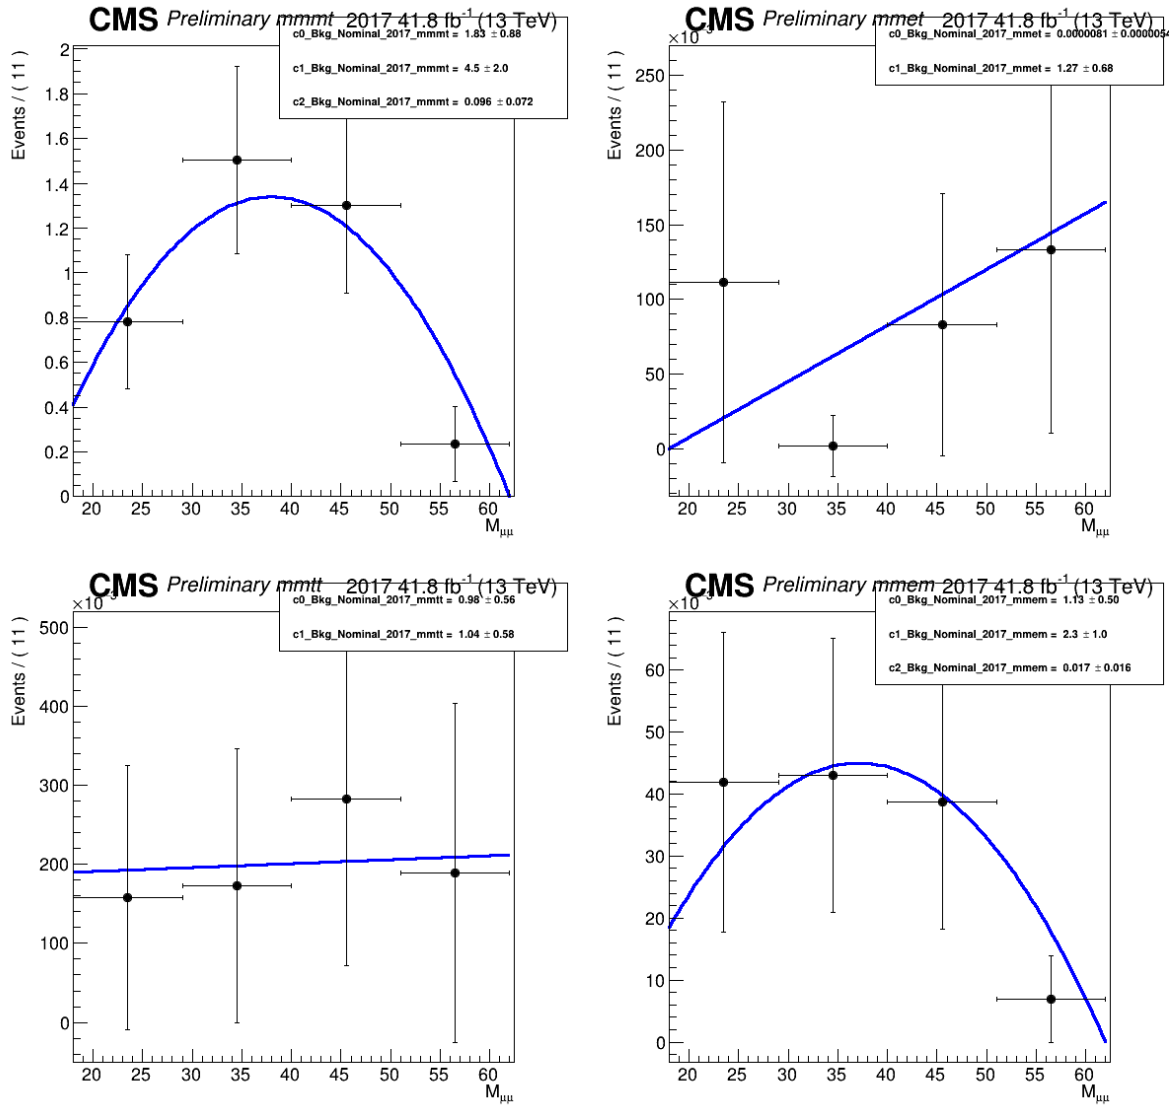 CMS Preliminary mmmt 2017 41.8 fb⁻¹ (13 TeV)
c0_Bkg_Nominal_2017_mmmt = 1.83 ± 0.88
c1_Bkg_Nominal_2017_mmmt = 4.5 ± 2.0
c2_Bkg_Nominal_2017_mmmt = 0.096 ± 0.072
Events / ( 11 )
2
1.8
1.6
1.4
1.2
1
0.8
0.6
0.4
0.2
0
20 25 30 35 40 45 50 55 60
Mμμ
CMS Preliminary mmet 2017 41.8 fb⁻¹ (13 TeV)
c0_Bkg_Nominal_2017_mmet = 0.0000081 ± 0.0000054
c1_Bkg_Nominal_2017_mmet = 1.27 ± 0.68
Events / ( 11 )
250
200
150
100
50
0
20 25 30 35 40 45 50 55 60
Mμμ
CMS Preliminary mmtt 2017 41.8 fb⁻¹ (13 TeV)
c0_Bkg_Nominal_2017_mmtt = 0.98 ± 0.56
c1_Bkg_Nominal_2017_mmtt = 1.04 ± 0.58
Events / ( 11 )
500
400
300
200
100
0
20 25 30 35 40 45 50 55 60
Mμμ
CMS Preliminary mmem 2017 41.8 fb⁻¹ (13 TeV)
c0_Bkg_Nominal_2017_mmem = 1.13 ± 0.50
c1_Bkg_Nominal_2017_mmem = 2.3 ± 1.0
c2_Bkg_Nominal_2017_mmem = 0.017 ± 0.016
Events / ( 11 )
60
50
40
30
20
10
0
20 25 30 35 40 45 50 55 60
Mμμ